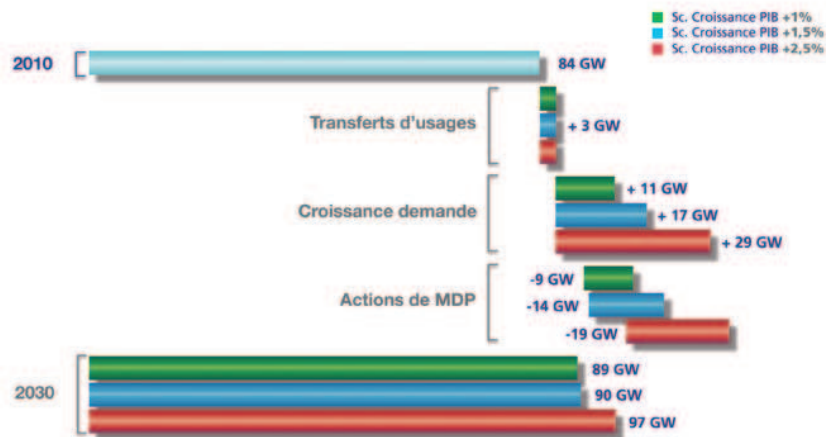 Sc. Croissance PIB +1%
Sc. Croissance PIB +1,5%
Sc. Croissance PIB +2,5%
2010
84 GW
Transferts d'usages
+ 3 GW
+ 11 GW
Croissance demande
+ 17 GW
+ 29 GW
-9 GW
Actions de MDP
-14 GW
-19 GW
89 GW
2030
90 GW
97 GW